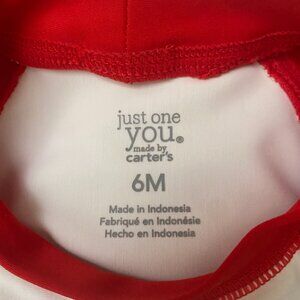 just one
you®
made by
carter's
6M
Made in Indonesia
Fabriqué en Indonésie
Hecho en Indonesia